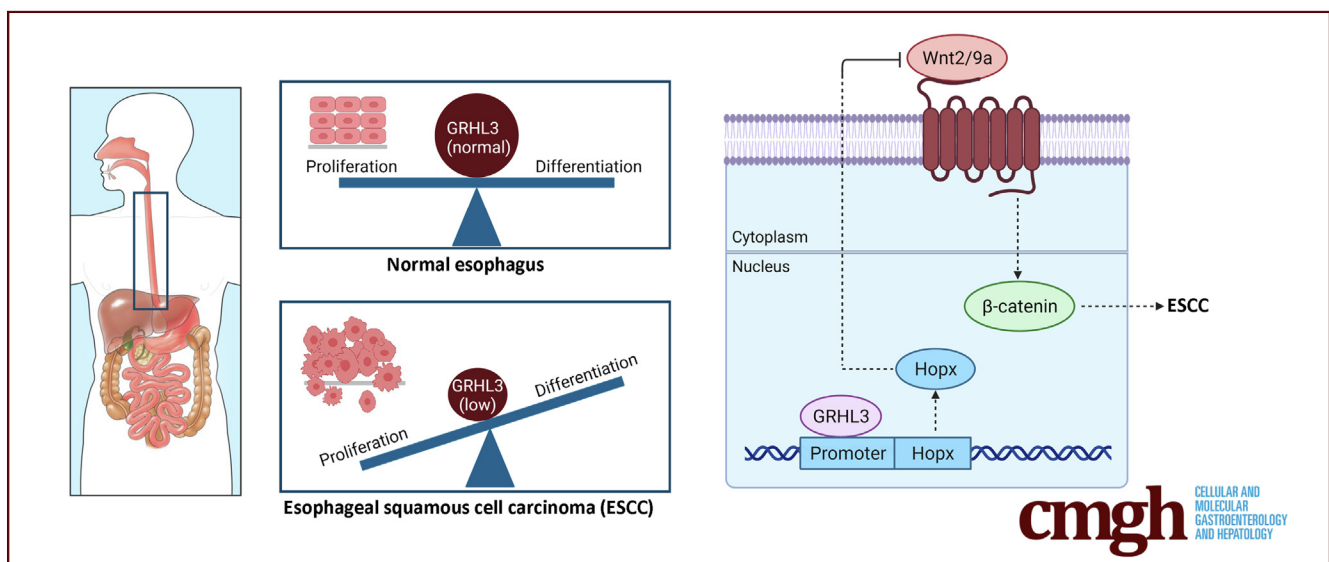 GRHL3
(normal)
Proliferation
Differentiation
Normal esophagus
GRHL3
(low)
Differentiation
Proliferation
Esophageal squamous cell carcinoma (ESCC)
Wnt2/9a
Cytoplasm
Nucleus
β-catenin
ESCC
Hopx
GRHL3
Promoter
Hopx
cmgh
CELLULAR AND
MOLECULAR
GASTROENTEROLOGY
AND HEPATOLOGY